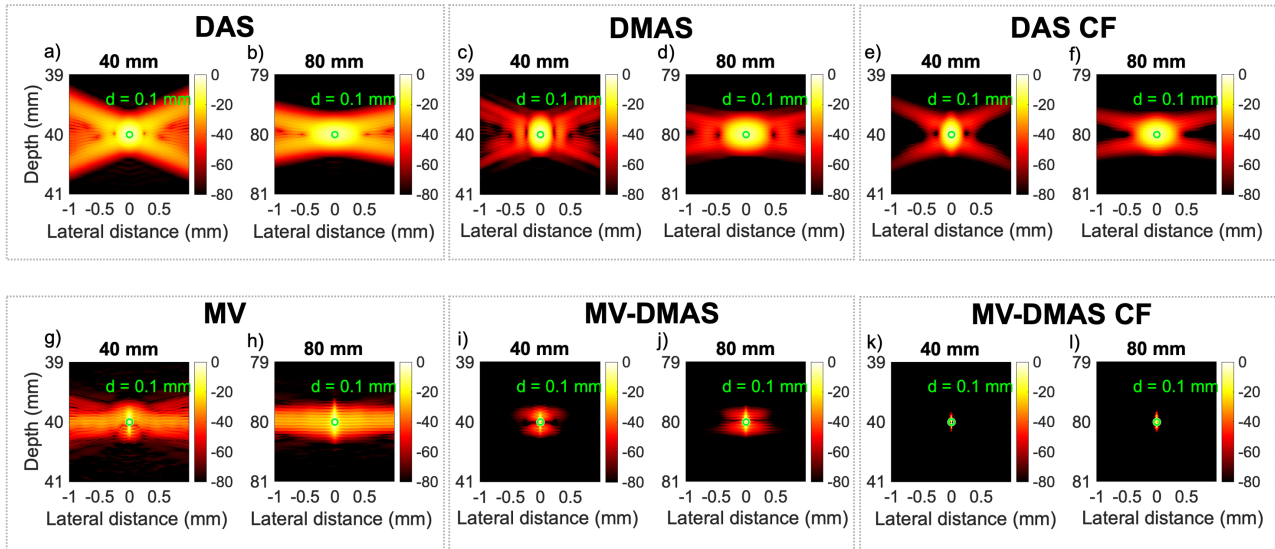 DAS
DMAS
DAS CF
a)
b)
c)
d)
e)
f)
40 mm
80 mm
40 mm
80 mm
40 mm
80 mm
39
40
41
Depth (mm)
d = 0.1 mm
-1 -0.5 0 0.5
Lateral distance (mm)
0
-20
-40
-60
-80
79
80
81
d = 0.1 mm
-1 -0.5 0 0.5
Lateral distance (mm)
0
-20
-40
-60
-80
39
40
41
d = 0.1 mm
-1 -0.5 0 0.5
Lateral distance (mm)
0
-20
-40
-60
-80
79
80
81
d = 0.1 mm
-1 -0.5 0 0.5
Lateral distance (mm)
0
-20
-40
-60
-80
39
40
41
d = 0.1 mm
-1 -0.5 0 0.5
Lateral distance (mm)
0
-20
-40
-60
-80
79
80
81
d = 0.1 mm
-1 -0.5 0 0.5
Lateral distance (mm)
0
-20
-40
-60
-80
MV
MV-DMAS
MV-DMAS CF
g)
h)
i)
j)
k)
l)
40 mm
80 mm
40 mm
80 mm
40 mm
80 mm
39
40
41
Depth (mm)
d = 0.1 mm
-1 -0.5 0 0.5
Lateral distance (mm)
0
-20
-40
-60
-80
79
80
81
d = 0.1 mm
-1 -0.5 0 0.5
Lateral distance (mm)
0
-20
-40
-60
-80
39
40
41
d = 0.1 mm
-1 -0.5 0 0.5
Lateral distance (mm)
0
-20
-40
-60
-80
79
80
81
d = 0.1 mm
-1 -0.5 0 0.5
Lateral distance (mm)
0
-20
-40
-60
-80
39
40
41
d = 0.1 mm
-1 -0.5 0 0.5
Lateral distance (mm)
0
-20
-40
-60
-80
79
80
81
d = 0.1 mm
-1 -0.5 0 0.5
Lateral distance (mm)
0
-20
-40
-60
-80